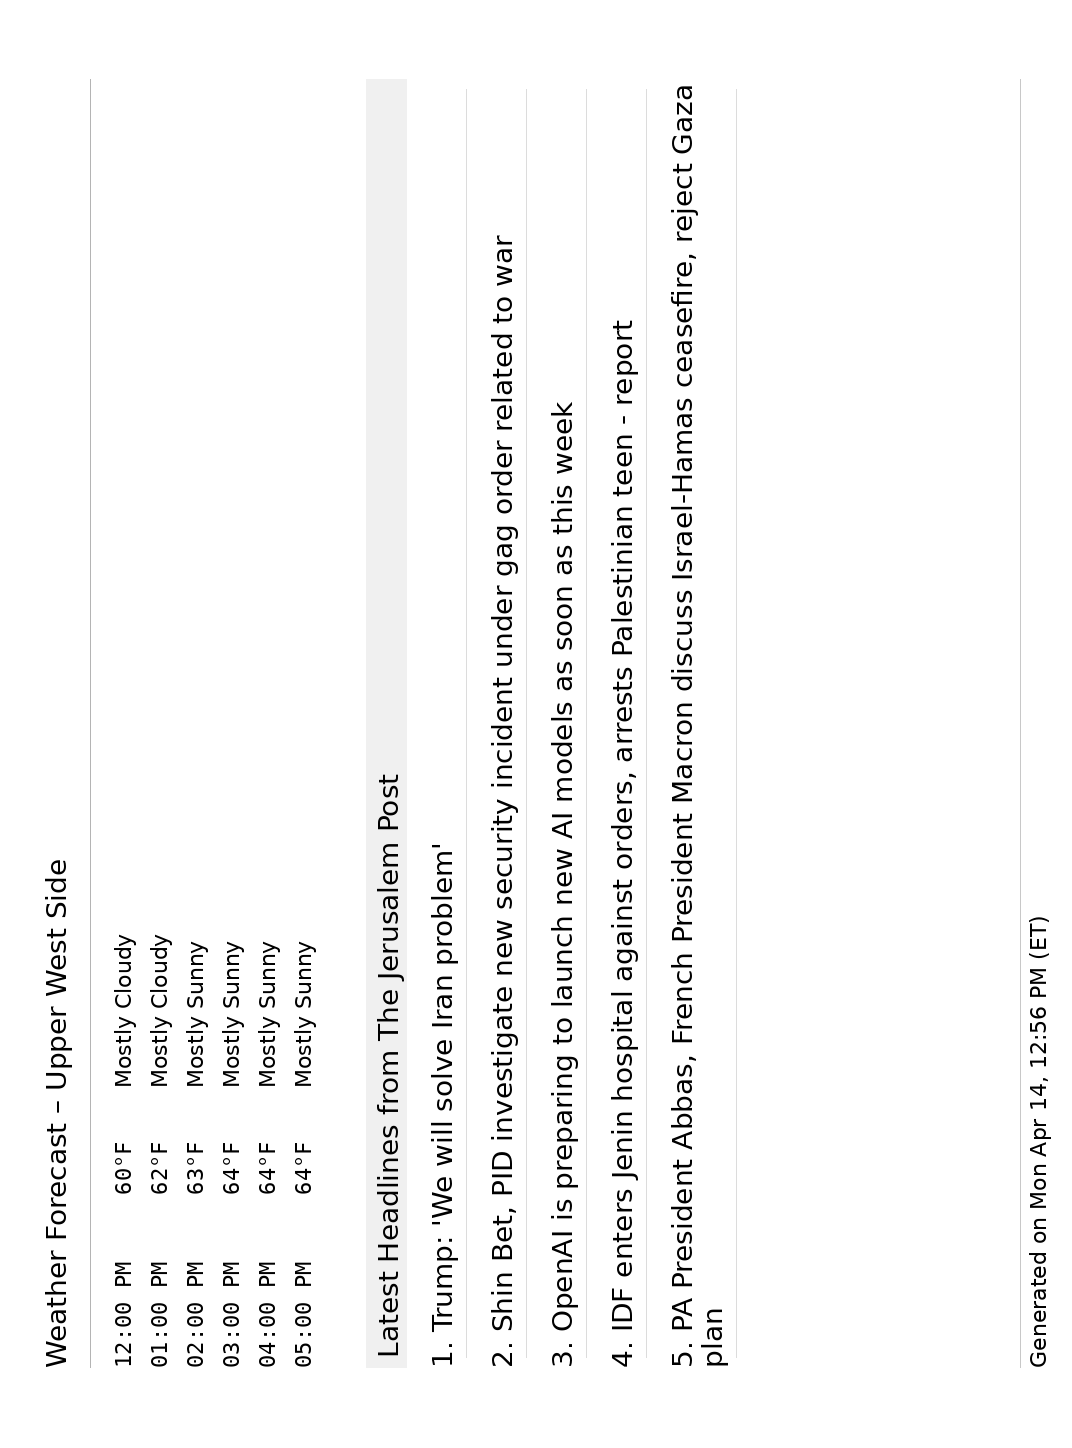 Weather Forecast – Upper West Side
12:00 PM 60°F Mostly Cloudy
01:00 PM 62°F Mostly Cloudy
02:00 PM 63°F Mostly Sunny
03:00 PM 64°F Mostly Sunny
04:00 PM 64°F Mostly Sunny
05:00 PM 64°F Mostly Sunny
Latest Headlines from The Jerusalem Post
1. Trump: 'We will solve Iran problem'
2. Shin Bet, PID investigate new security incident under gag order related to war
3. OpenAI is preparing to launch new AI models as soon as this week
4. IDF enters Jenin hospital against orders, arrests Palestinian teen - report
5. PA President Abbas, French President Macron discuss Israel-Hamas ceasefire, reject Gaza
plan
Generated on Mon Apr 14, 12:56 PM (ET)